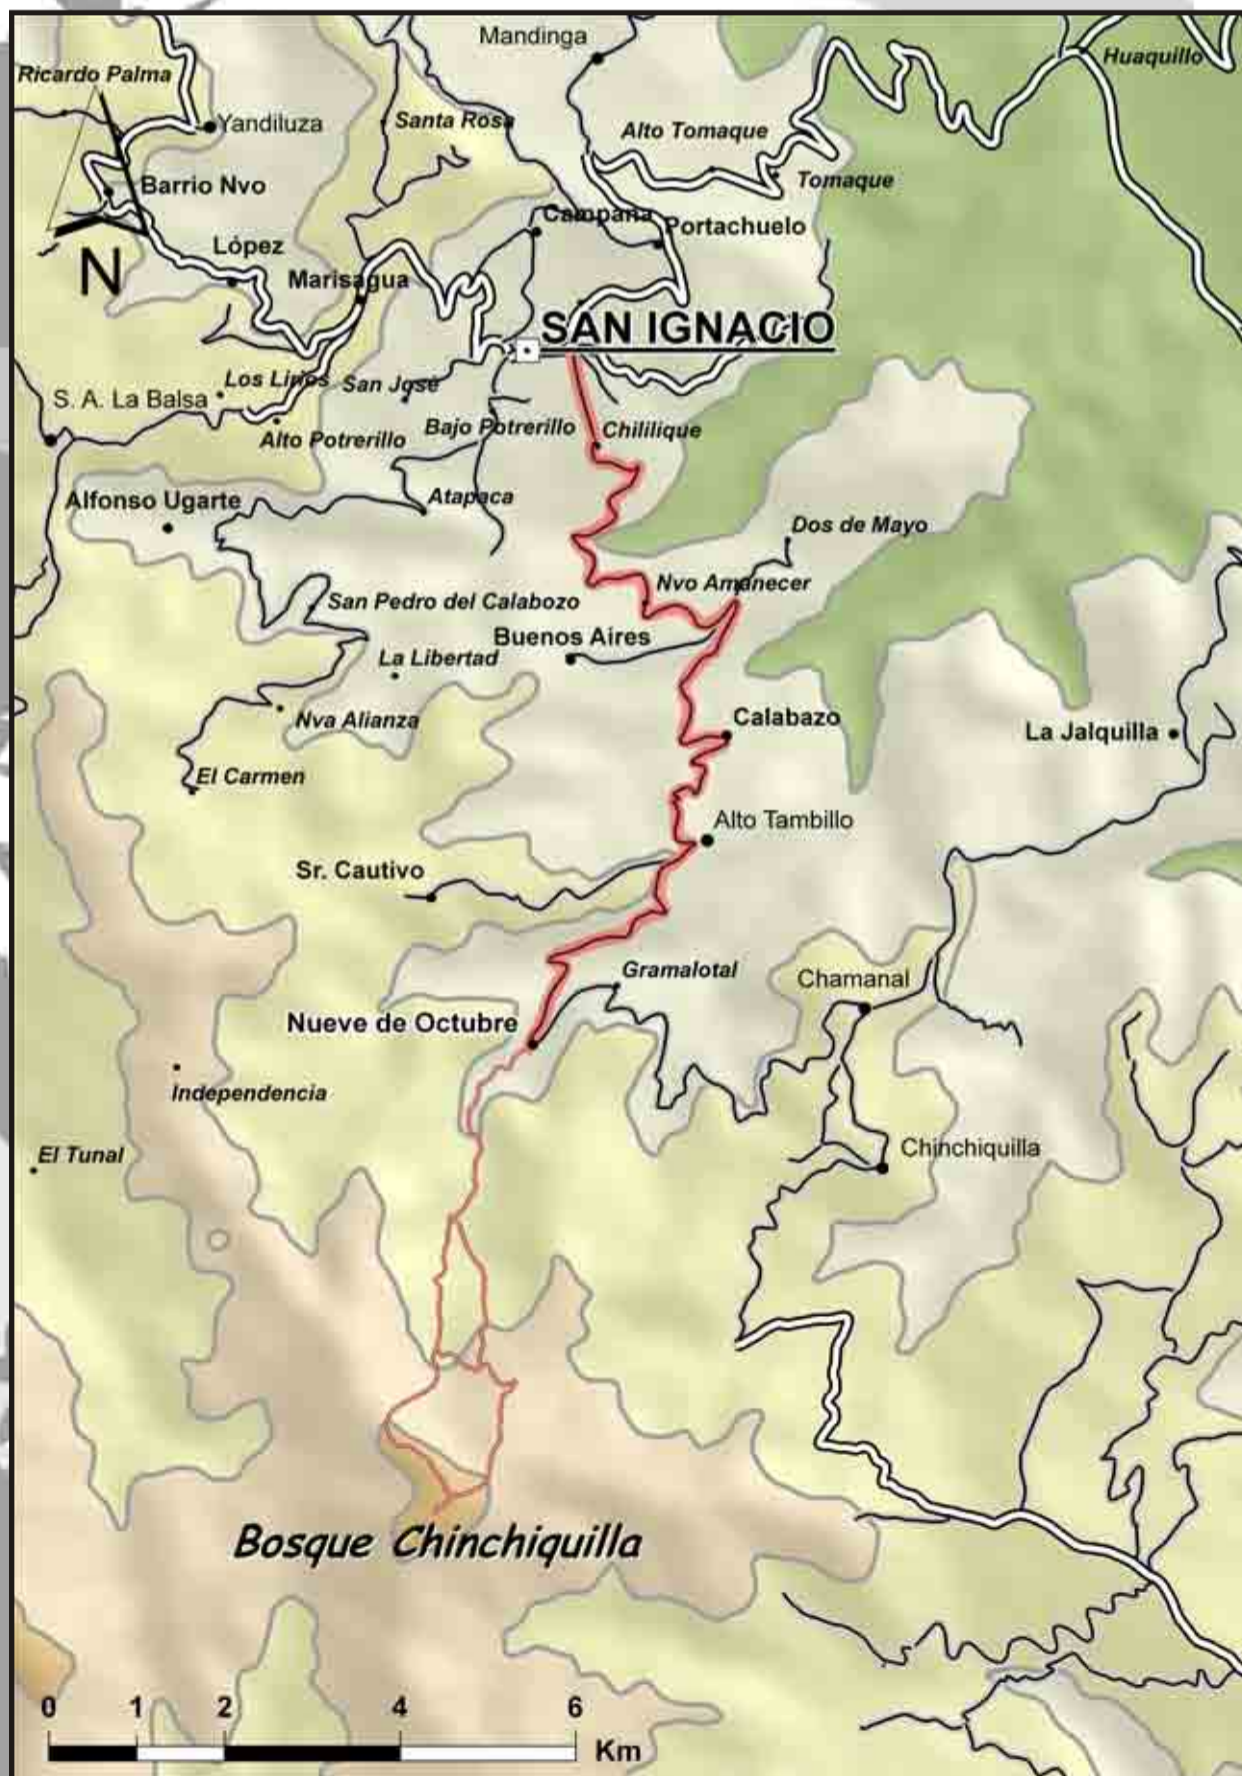 Mandinga
Huaquillo
Ricardo Palma
Yandiluza
Santa Rosa
Alto Tomaque
Tomaque
Barrio Nvo
Campana
Portachuelo
López
N
Marisagua
SAN IGNACIO
Los Lirios
San José
S. A. La Balsa
Alto Potrerillo
Bajo Potrerillo
Chililique
Alfonso Ugarte
Atapaca
Dos de Mayo
Nvo Amanecer
San Pedro del Calabozo
Buenos Aires
La Libertad
Nva Alianza
Calabazo
La Jalquilla
El Carmen
Alto Tambillo
Sr. Cautivo
Gramalotal
Chamanal
Nueve de Octubre
Independencia
El Tunal
Chinchiquilla
Bosque Chinchiquilla
0 1 2 4 6
Km